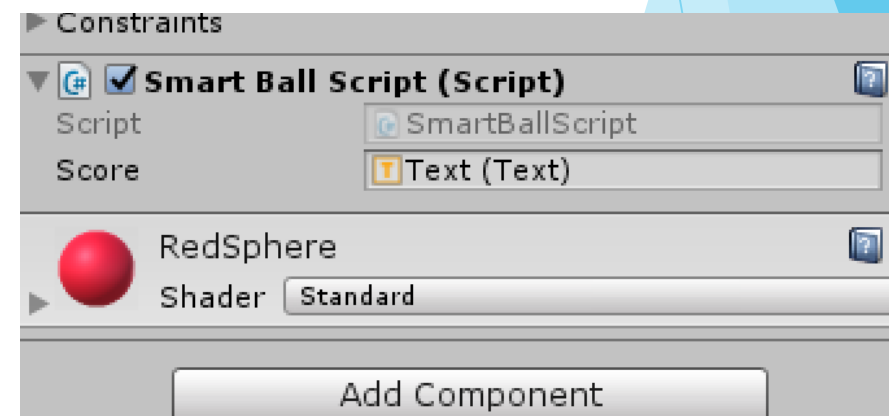 Constraints
Smart Ball Script (Script)
Script SmartBallScript
Score Text (Text)
RedSphere
Shader Standard
Add Component